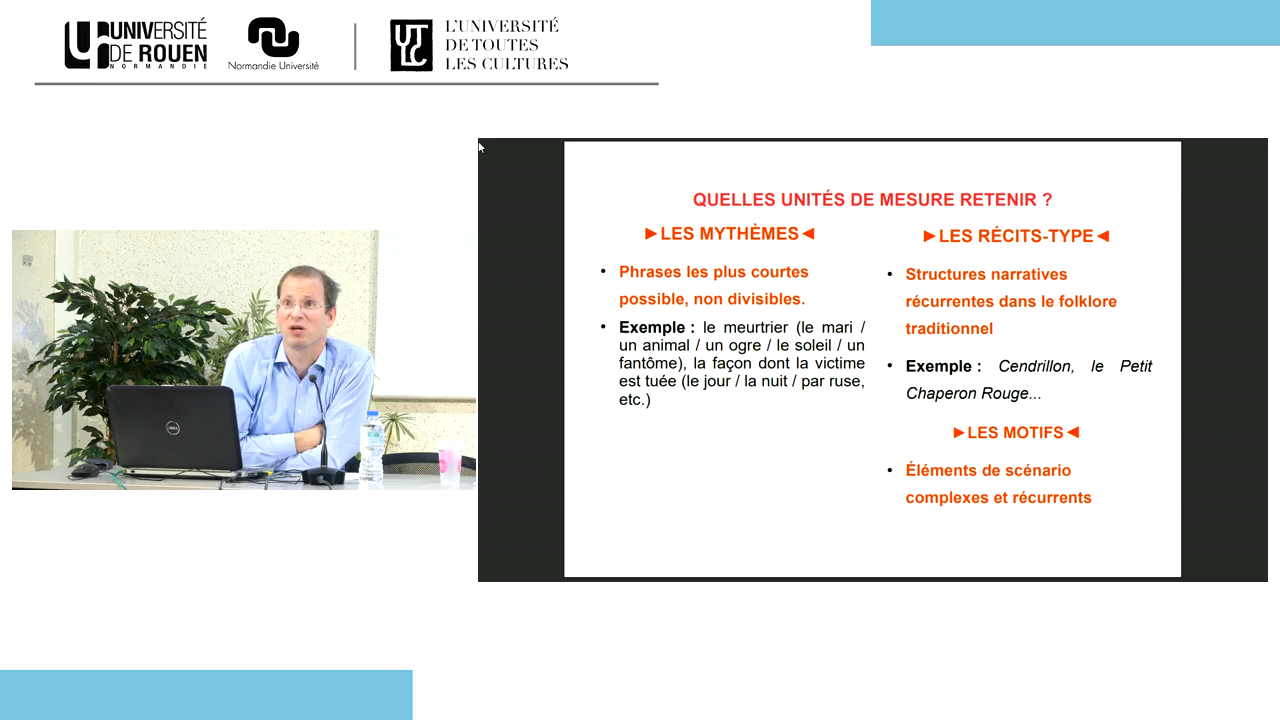 UNIVERSITÉ
DE ROUEN
NORMANDIE
Normandie Université
UTLC
L'UNIVERSITÉ
DE TOUTES
LES CULTURES
QUELLES UNITÉS DE MESURE RETENIR ?
►LES MYTHÈMES◄
• Phrases les plus courtes
possible, non divisibles.
• Exemple : le meurtrier (le mari /
un animal / un ogre / le soleil / un
fantôme), la façon dont la victime
est tuée (le jour / la nuit / par ruse,
etc.)
►LES RÉCITS-TYPE◄
• Structures narratives
récurrentes dans le folklore
traditionnel
• Exemple : Cendrillon, le Petit
Chaperon Rouge...
►LES MOTIFS◄
• Éléments de scénario
complexes et récurrents
DELL